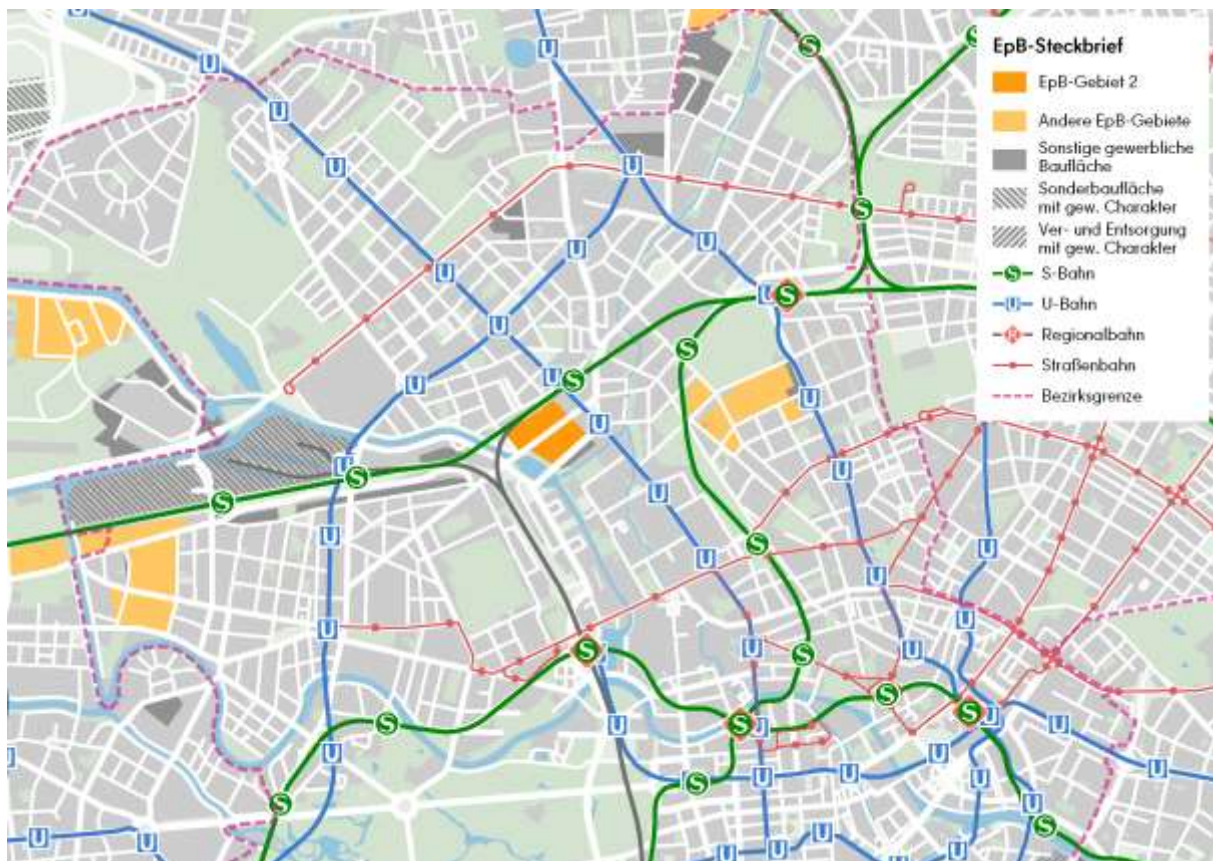 EpB-Steckbrief
EpB-Gebiet 2
Andere EpB-Gebiete
Sonstige gewerbliche
Baufläche
Sonderbaufläche
mit gew. Charakter
Ver- und Entsorgung
mit gew. Charakter
S S-Bahn
U U-Bahn
R Regionalbahn
Straßenbahn
Bezirksgrenze